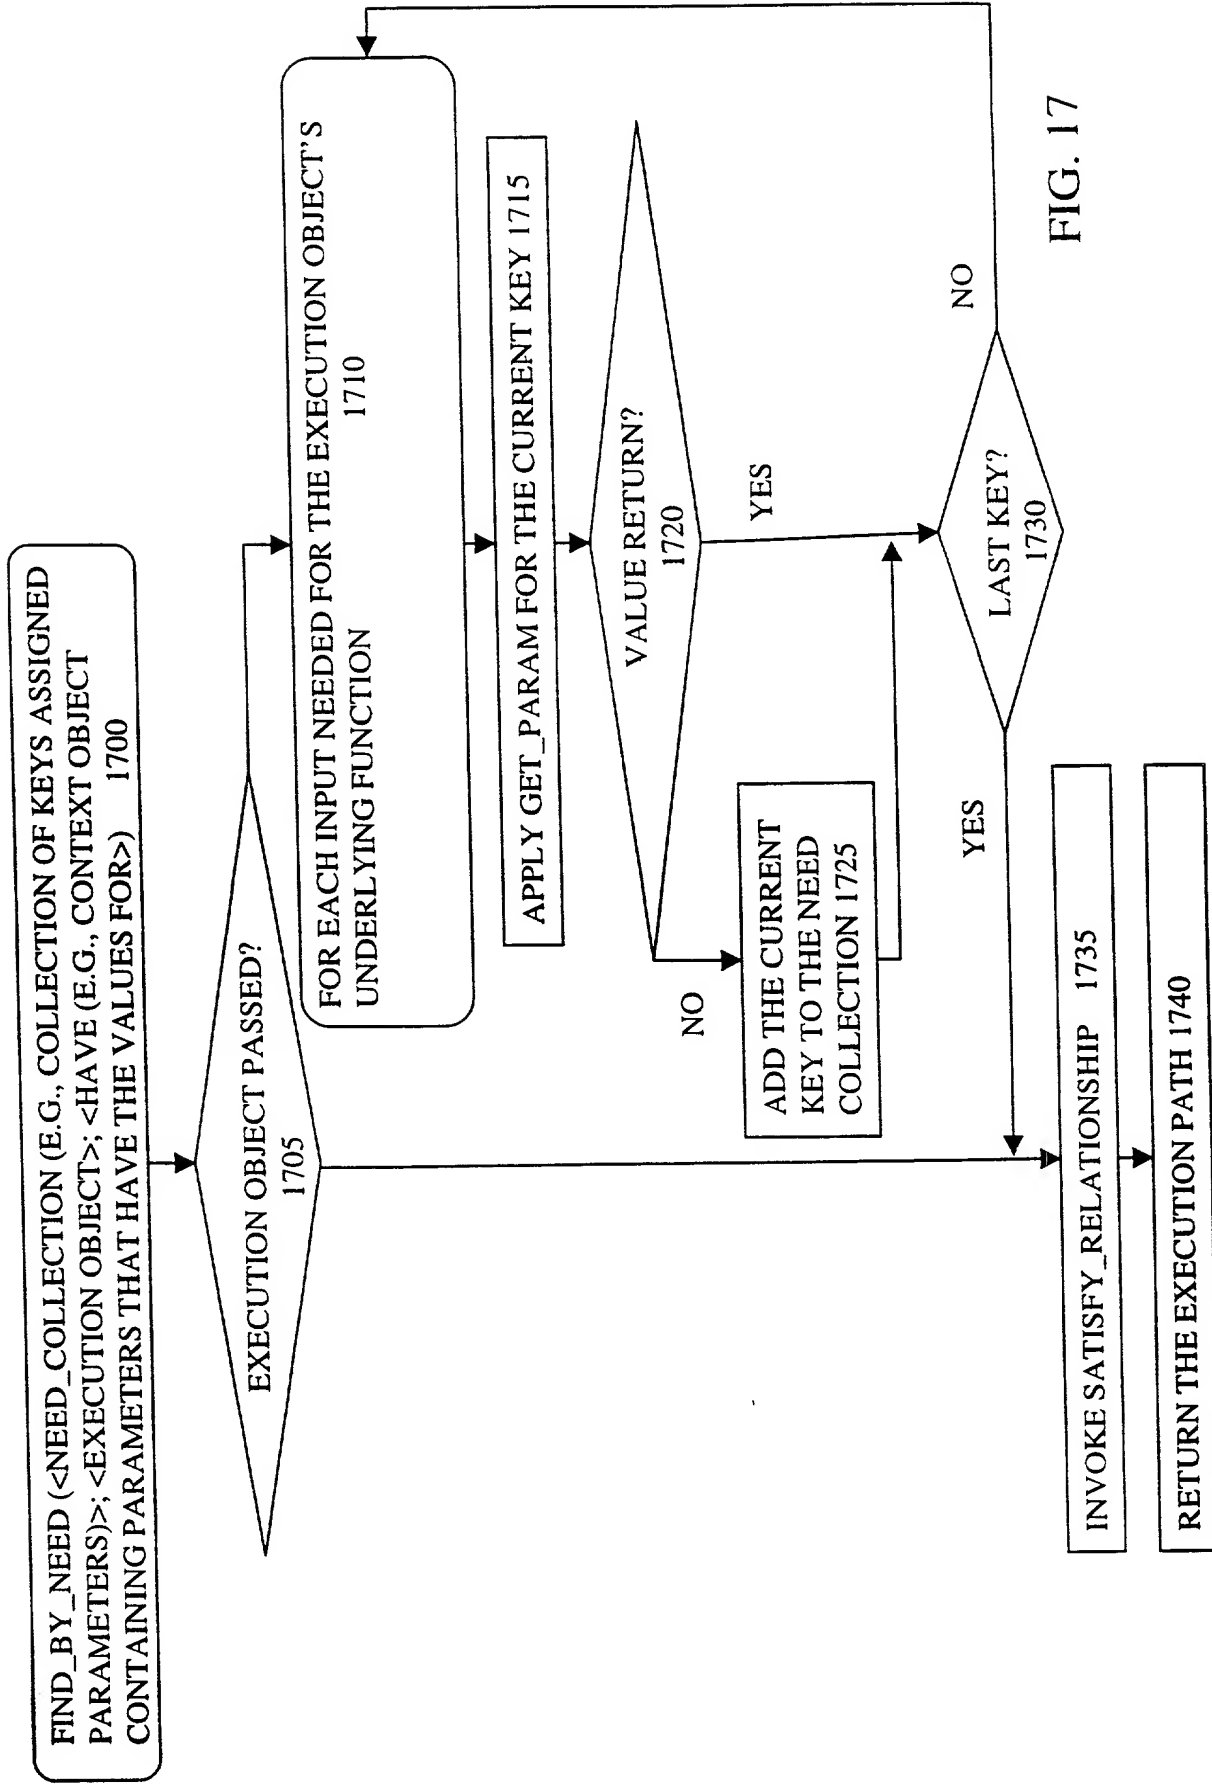 FIND_BY_NEED (<NEED_COLLECTION (E.G., COLLECTION OF KEYS ASSIGNED
PARAMETERS)>; <EXECUTION OBJECT>; <HAVE (E.G., CONTEXT OBJECT
CONTAINING PARAMETERS THAT HAVE THE VALUES FOR>) 1700
EXECUTION OBJECT PASSED?
1705
FOR EACH INPUT NEEDED FOR THE EXECUTION OBJECT'S
1710
UNDERLYING FUNCTION
APPLY GET_PARAM FOR THE CURRENT KEY 1715
VALUE RETURN?
1720
NO
YES
ADD THE CURRENT
KEY TO THE NEED
COLLECTION 1725
LAST KEY?
1730
YES
NO
INVOKE SATISFY_RELATIONSHIP 1735
RETURN THE EXECUTION PATH 1740
FIG. 17